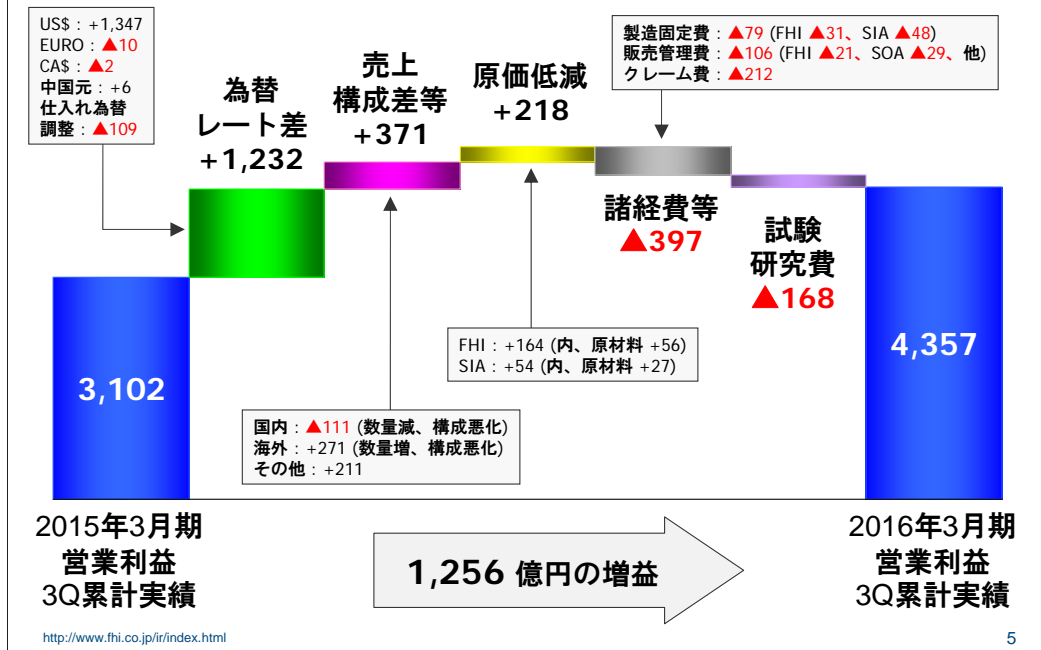 US$：+1,347
EURO：▲10
CA$：▲2
中国元：+6
仕入れ為替
調整：▲109
為替
レート差
+1,232
売上
構成差等
+371
原価低減
+218
製造固定費：▲79 (FHI ▲31、SIA ▲48)
販売管理費：▲106 (FHI ▲21、SOA ▲29、他)
クレーム費：▲212
諸経費等
▲397
試験
研究費
▲168
3,102
4,357
FHI：+164 (内、原材料 +56)
SIA：+54 (内、原材料 +27)
国内：▲111 (数量減、構成悪化)
海外：+271 (数量増、構成悪化)
その他：+211
2015年3月期
営業利益
3Q累計実績
1,256 億円の増益
2016年3月期
営業利益
3Q累計実績
http://www.fhi.co.jp/ir/index.html
5